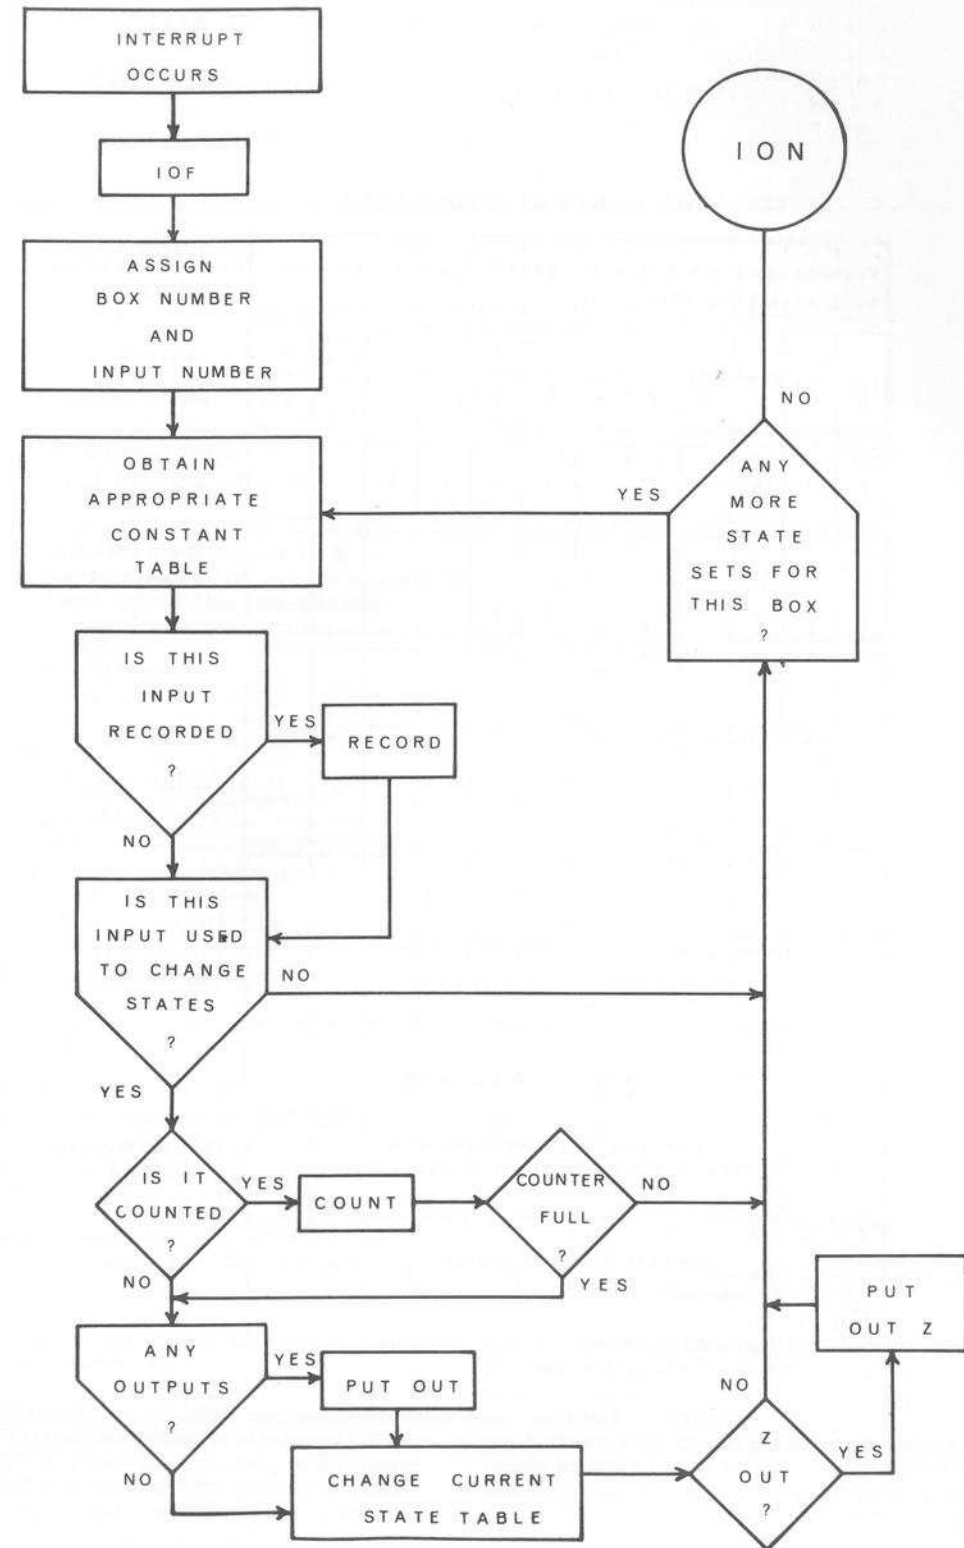 INTERRUPT
OCCURS
IOF
ASSIGN
BOX NUMBER
AND
INPUT NUMBER
OBTAIN
APPROPRIATE
CONSTANT
TABLE
IS THIS
INPUT
RECORDED
?
YES
RECORD
NO
IS THIS
INPUT USED
TO CHANGE
STATES
?
NO
YES
IS IT
COUNTED
?
YES
COUNT
COUNTER
FULL
?
NO
YES
NO
ANY
OUTPUTS
?
YES
PUT OUT
NO
CHANGE CURRENT
STATE TABLE
Z
OUT
?
YES
NO
PUT
OUT Z
ANY
MORE
STATE
SETS FOR
THIS BOX
?
YES
NO
ION